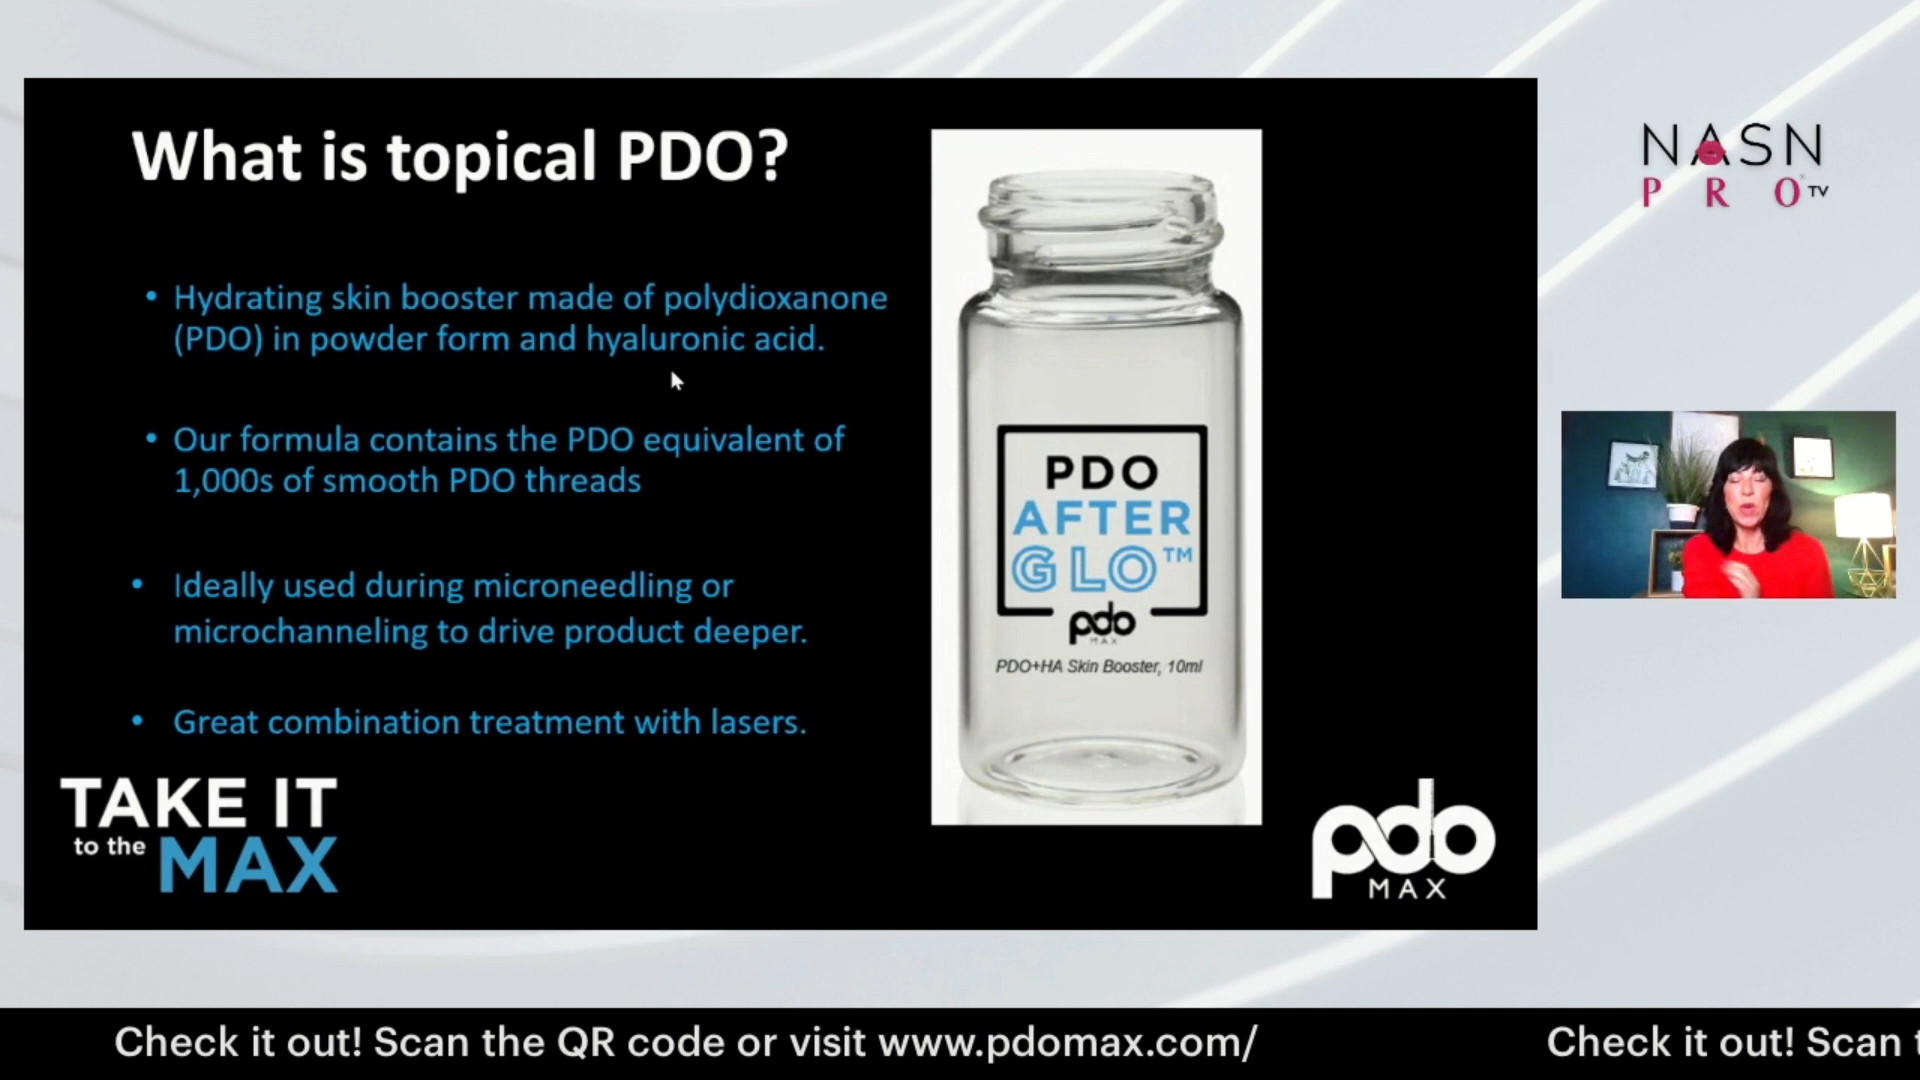 What is topical PDO?
• Hydrating skin booster made of polydioxanone
(PDO) in powder form and hyaluronic acid.
• Our formula contains the PDO equivalent of
1,000s of smooth PDO threads
• Ideally used during microneedling or
microchanneling to drive product deeper.
• Great combination treatment with lasers.
TAKE IT
to the MAX
PDO
AFTER
GLO™
pdo
MAX
PDO+HA Skin Booster, 10ml
pdo
MAX
NASN
PRO® TV
Check it out! Scan the QR code or visit www.pdomax.com/ Check it out! Scan